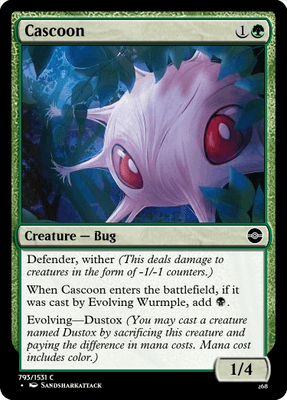 Cascoon 1
Creature — Bug
Defender, wither (This deals damage to
creatures in the form of -1/-1 counters.)
When Cascoon enters the battlefield, if it
was cast by Evolving Wurmple, add .
Evolving—Dustox (You may cast a creature
named Dustox by sacrificing this creature and
paying the difference in mana costs. Mana cost
includes color.)
1/4
793/1531 C
• SANDSHARKATTACK
z68